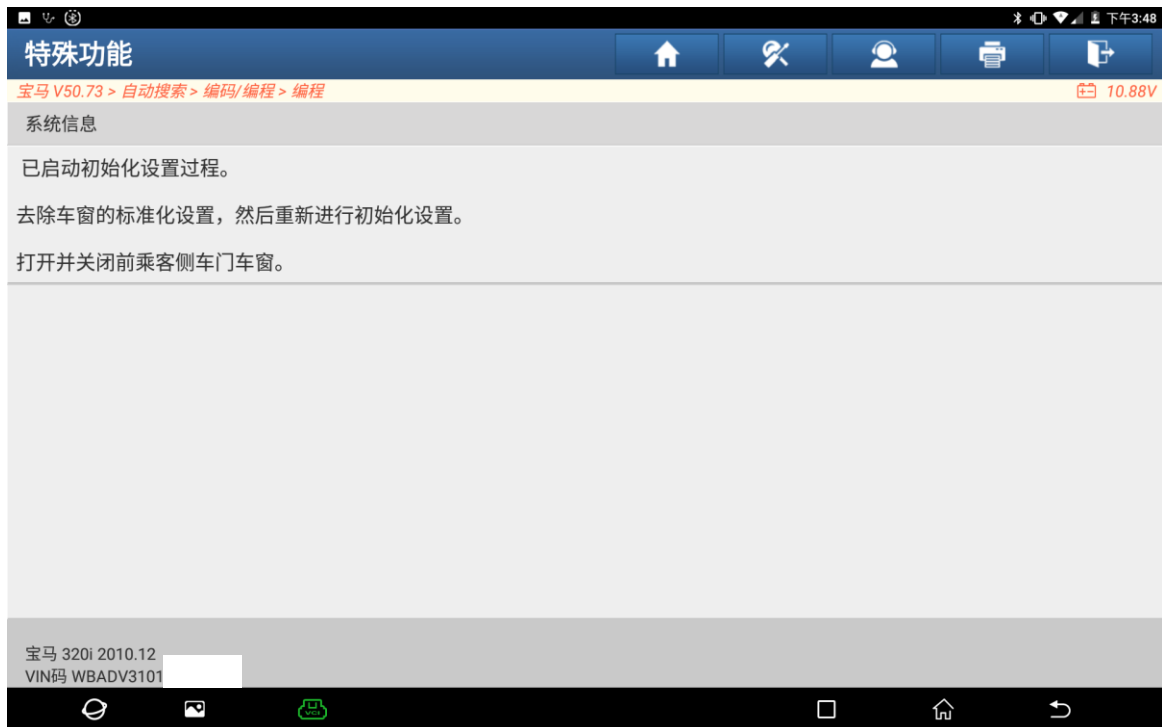 下午3:48
特殊功能
宝马 V50.73 > 自动搜索 > 编码/编程 > 编程
10.88V
系统信息
已启动初始化设置过程。
去除车窗的标准化设置，然后重新进行初始化设置。
打开并关闭前乘客侧车门车窗。
宝马 320i 2010.12
VIN码 WBADV3101
VCI